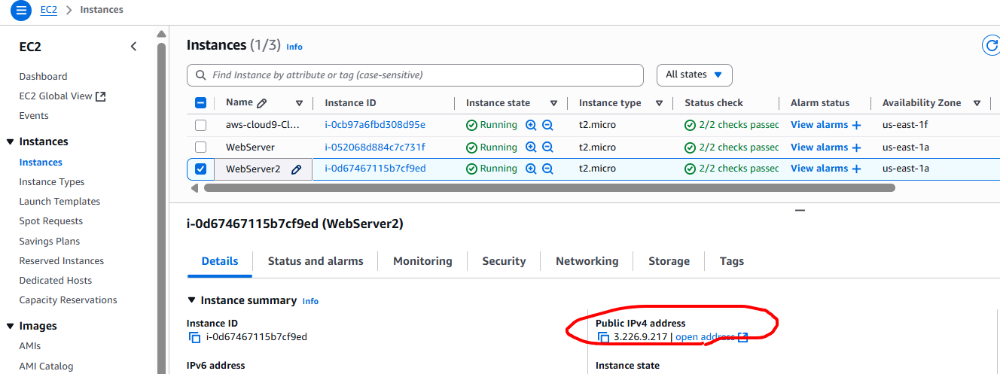 EC2 > Instances
EC2
Dashboard
EC2 Global View
Events
Instances
Instances
Instance Types
Launch Templates
Spot Requests
Savings Plans
Reserved Instances
Dedicated Hosts
Capacity Reservations
Images
AMIs
AMI Catalog
Instances (1/3) Info
Find Instance by attribute or tag (case-sensitive)
All states
Name Instance ID Instance state Instance type Status check Alarm status Availability Zone
aws-cloud9-Cl... i-0cb97a6fbd308d95e Running t2.micro 2/2 checks passed View alarms + us-east-1f
WebServer i-052068d884c7c731f Running t2.micro 2/2 checks passed View alarms + us-east-1a
WebServer2 i-0d67467115b7cf9ed Running t2.micro 2/2 checks passed View alarms + us-east-1a
i-0d67467115b7cf9ed (WebServer2)
Details Status and alarms Monitoring Security Networking Storage Tags
Instance summary Info
Instance ID Public IPv4 address
i-0d67467115b7cf9ed 3.226.9.217 | open address
IPv6 address Instance state